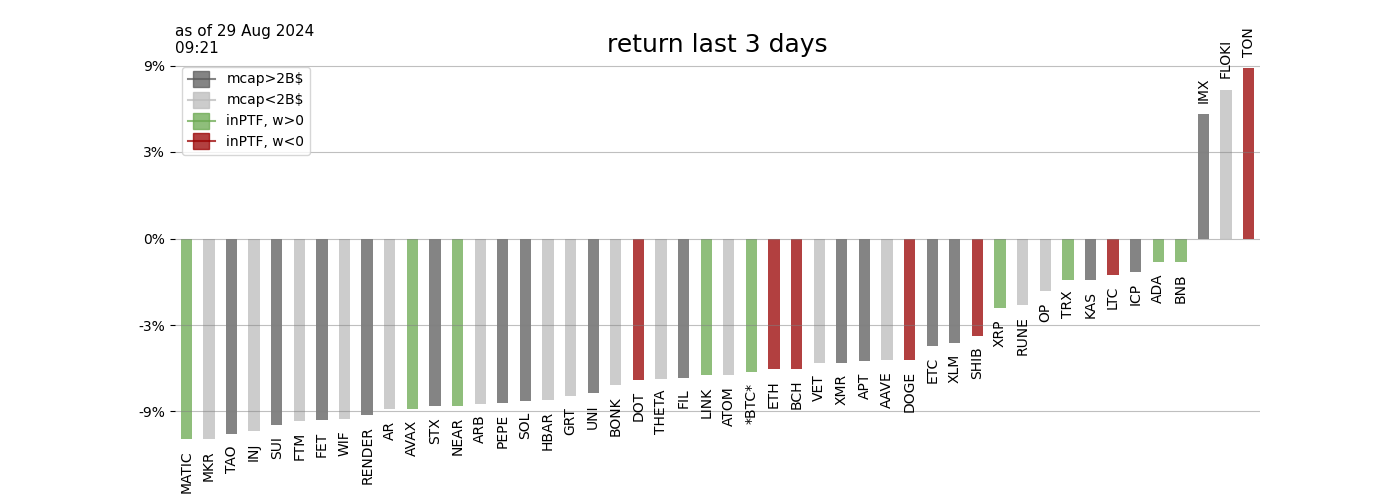 as of 29 Aug 2024
09:21
return last 3 days
mcap>2B$
mcap<2B$
inPTF, w>0
inPTF, w<0
9%
3%
0%
-3%
-9%
MATIC
MKR
TAO
INJ
SUI
FTM
FET
WIF
RENDER
AR
AVAX
STX
NEAR
ARB
PEPE
SOL
HBAR
GRT
UNI
BONK
DOT
THETA
FIL
LINK
ATOM
*BTC*
ETH
BCH
VET
XMR
APT
AAVE
DOGE
ETC
XLM
SHIB
XRP
RUNE
OP
TRX
KAS
LTC
ICP
ADA
BNB
IMX
FLOKI
TON